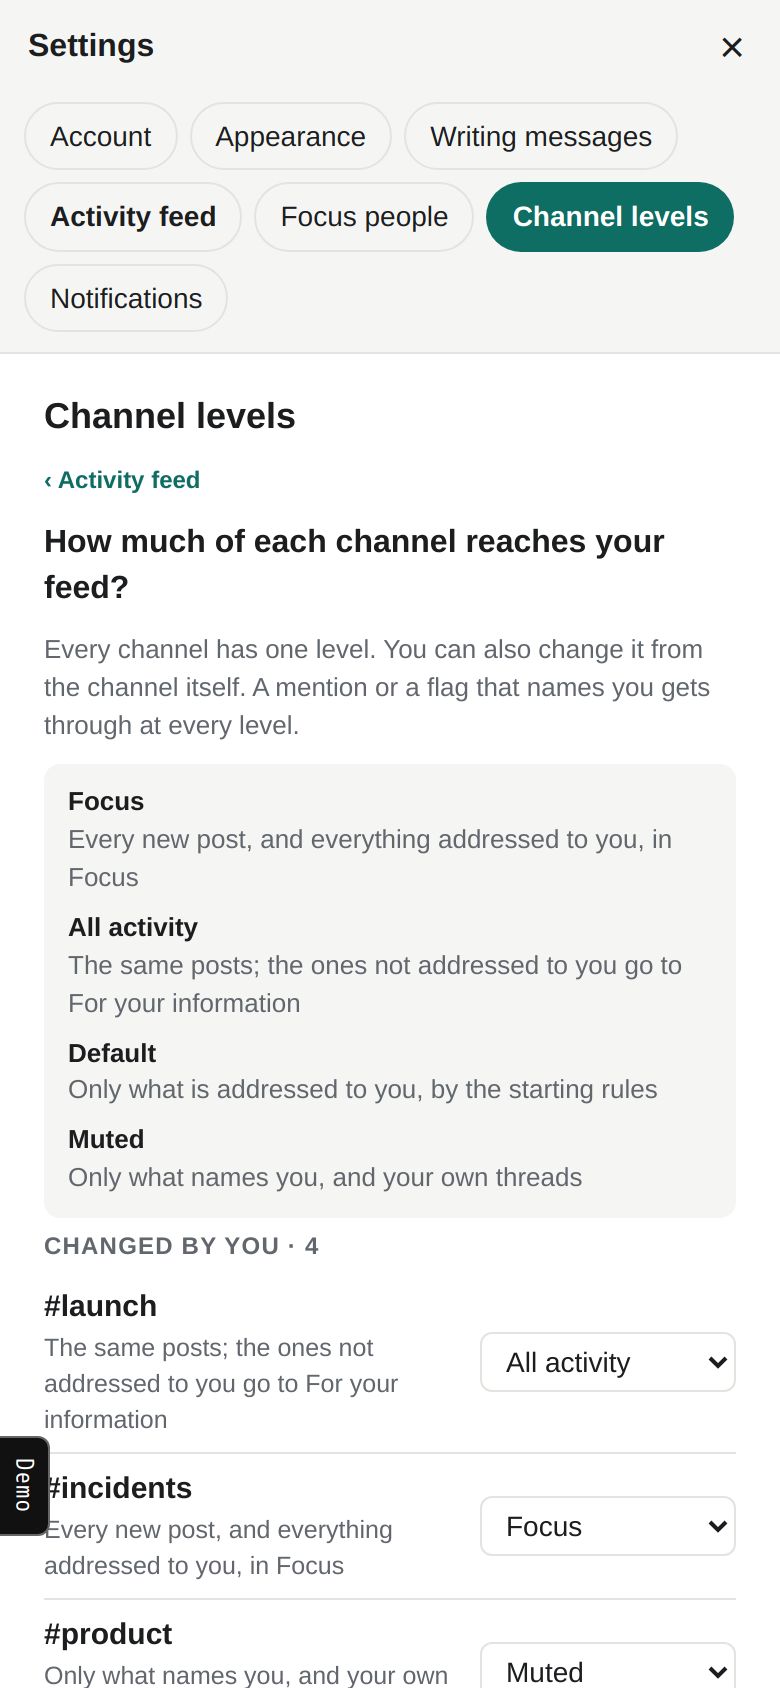 Settings
Account Appearance Writing messages
Activity feed Focus people Channel levels
Notifications
Channel levels
‹ Activity feed
How much of each channel reaches your
feed?
Every channel has one level. You can also change it from
the channel itself. A mention or a flag that names you gets
through at every level.
Focus
Every new post, and everything addressed to you, in
Focus
All activity
The same posts; the ones not addressed to you go to
For your information
Default
Only what is addressed to you, by the starting rules
Muted
Only what names you, and your own threads
CHANGED BY YOU · 4
#launch
The same posts; the ones not
addressed to you go to For your
information
All activity
Demo
#incidents
Every new post, and everything
addressed to you, in Focus
Focus
#product
Only what names you, and your own
Muted